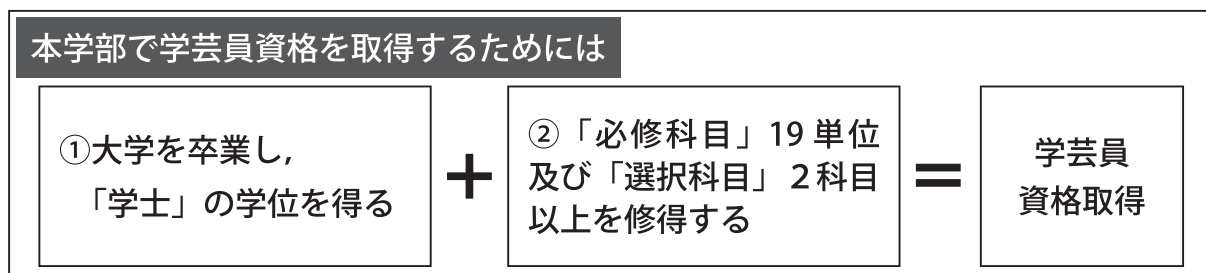 本学部で学芸員資格を取得するためには
①大学を卒業し,
「学士」の学位を得る
+
②「必修科目」19単位
及び「選択科目」2科目
以上を修得する
=
学芸員
資格取得